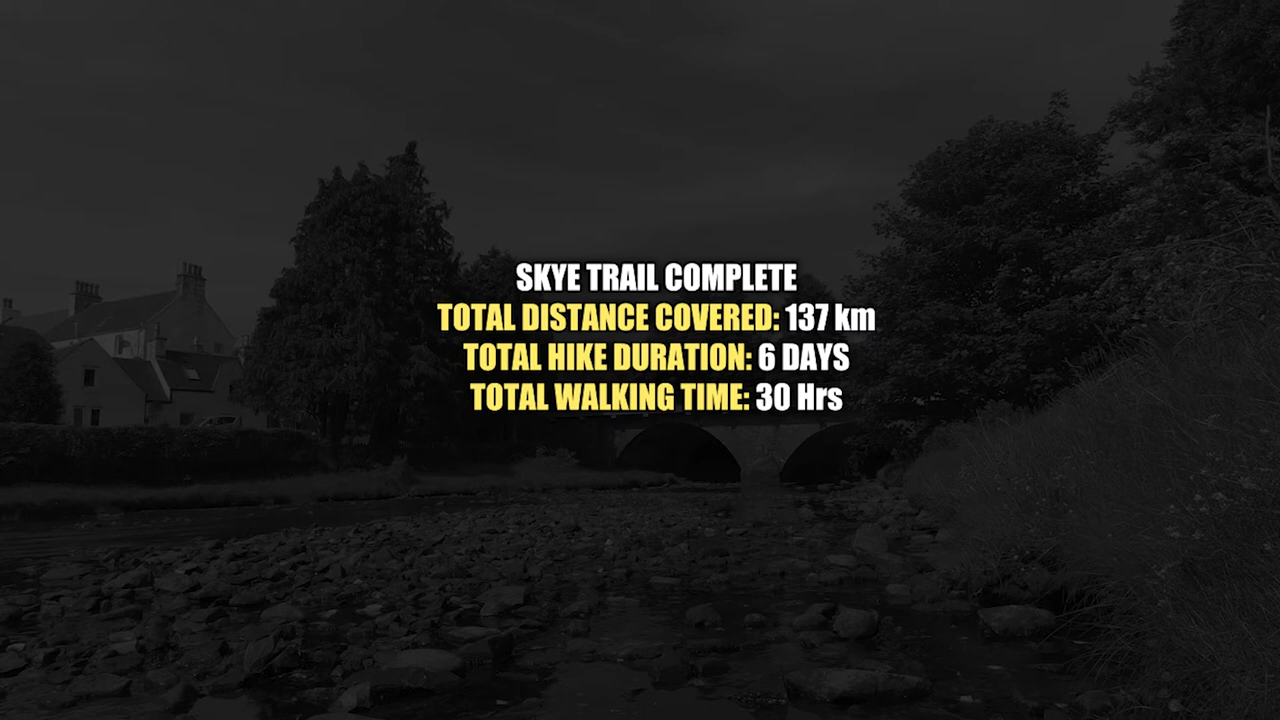 SKYE TRAIL COMPLETE
TOTAL DISTANCE COVERED: 137 km
TOTAL HIKE DURATION: 6 DAYS
TOTAL WALKING TIME: 30 Hrs